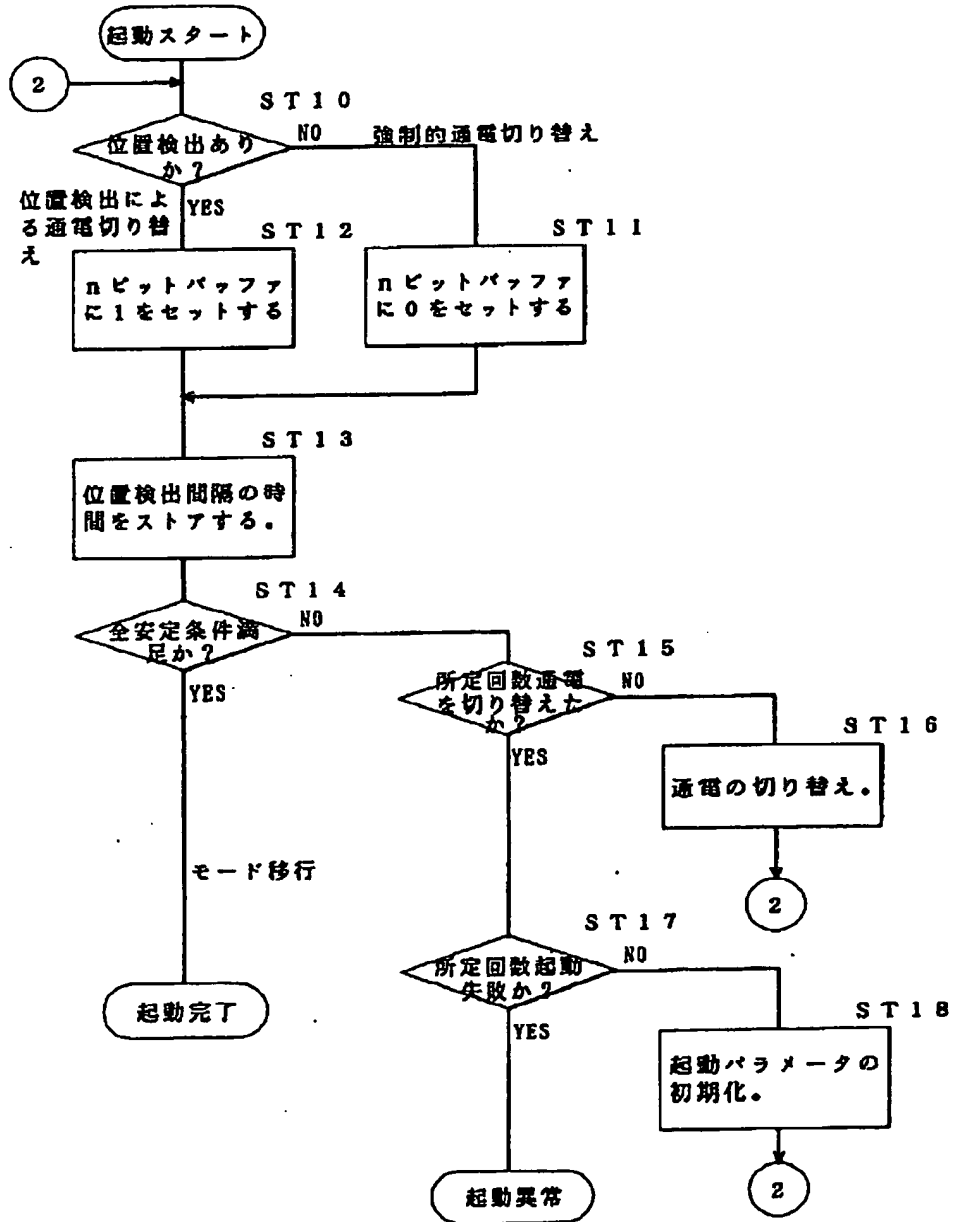 起動スタート
2
ST10
位置検出あり
か?
NO
強制的通電切り替え
位置検出によ
る通電切り替
え
YES
ST12
ST11
nビットバッファ
に1をセットする
nビットバッファ
に0をセットする
ST13
位置検出間隔の時
間をストアする。
ST14
全安定条件満
足か?
NO
YES
ST15
所定回数通電
を切り替えた
か?
NO
YES
ST16
通電の切り替え。
2
モード移行
起動完了
ST17
所定回数起動
失敗か?
NO
YES
ST18
起動パラメータの
初期化。
2
起動異常